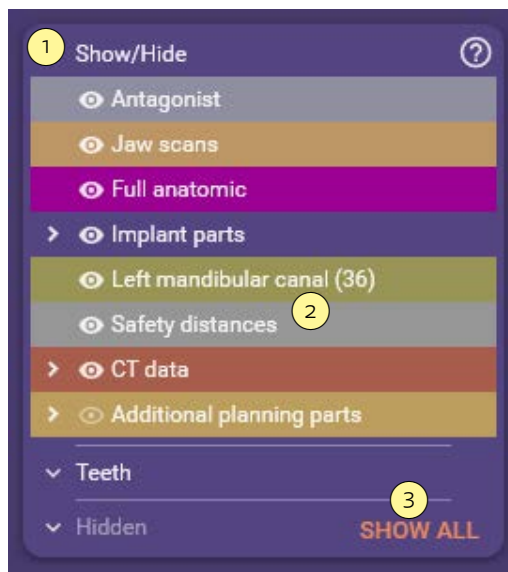 1 Show/Hide ?
Antagonist
Jaw scans
Full anatomic
Implant parts
Left mandibular canal (36)
2
Safety distances
CT data
Additional planning parts
Teeth
3
Hidden SHOW ALL